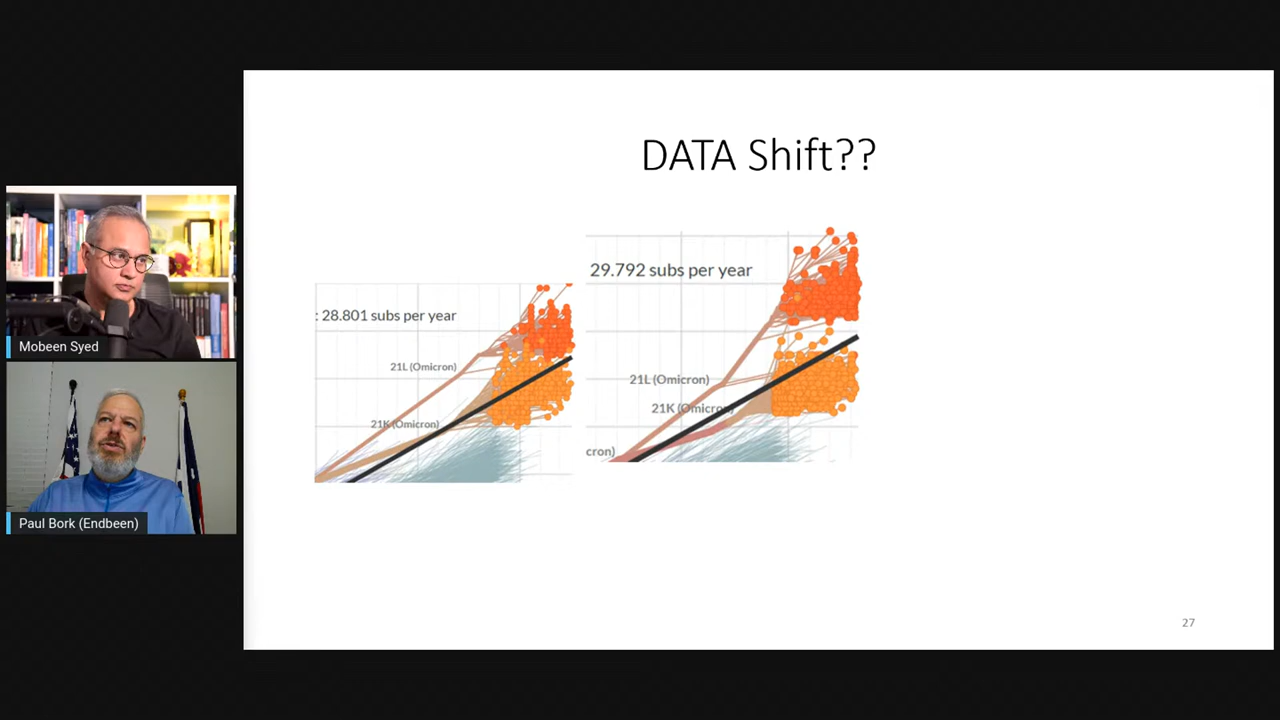 DATA Shift??
: 28.801 subs per year
21L (Omicron)
21K (Omicron)
29.792 subs per year
21L (Omicron)
21K (Omicron)
cron)
Mobeen Syed
Paul Bork (Endbeen)
27